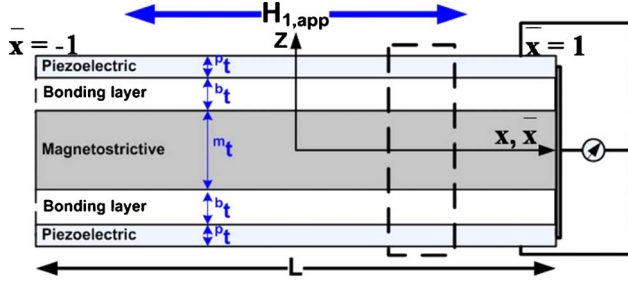 H1,app
x̄ = -1
Z
x̄ = 1
Piezoelectric
pt
Bonding layer
bt
Magnetostrictive
mt
x, x̄
Bonding layer
bt
Piezoelectric
pt
L